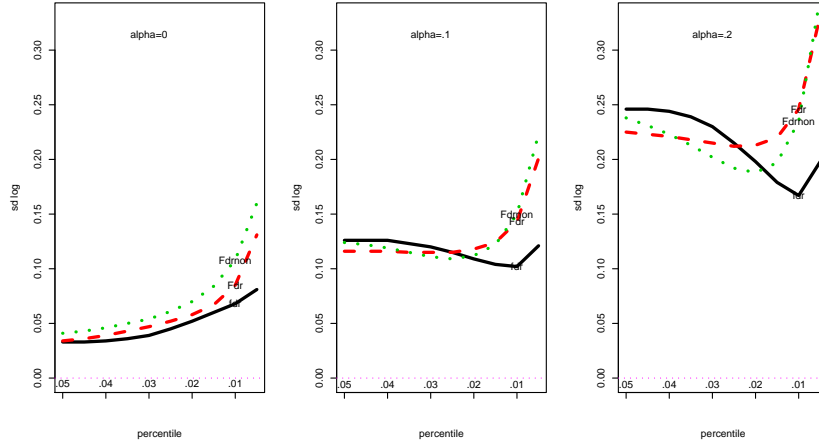 alpha=0
sd log
0.00 0.05 0.10 0.15 0.20 0.25 0.30
Fdrnon
Fdr
fdr
.05 .04 .03 .02 .01
percentile
alpha=.1
sd log
0.00 0.05 0.10 0.15 0.20 0.25 0.30
Fdrnon
Fdr
fdr
.05 .04 .03 .02 .01
percentile
alpha=.2
sd log
0.00 0.05 0.10 0.15 0.20 0.25 0.30
Fdr
Fdrnon
fdr
.05 .04 .03 .02 .01
percentile